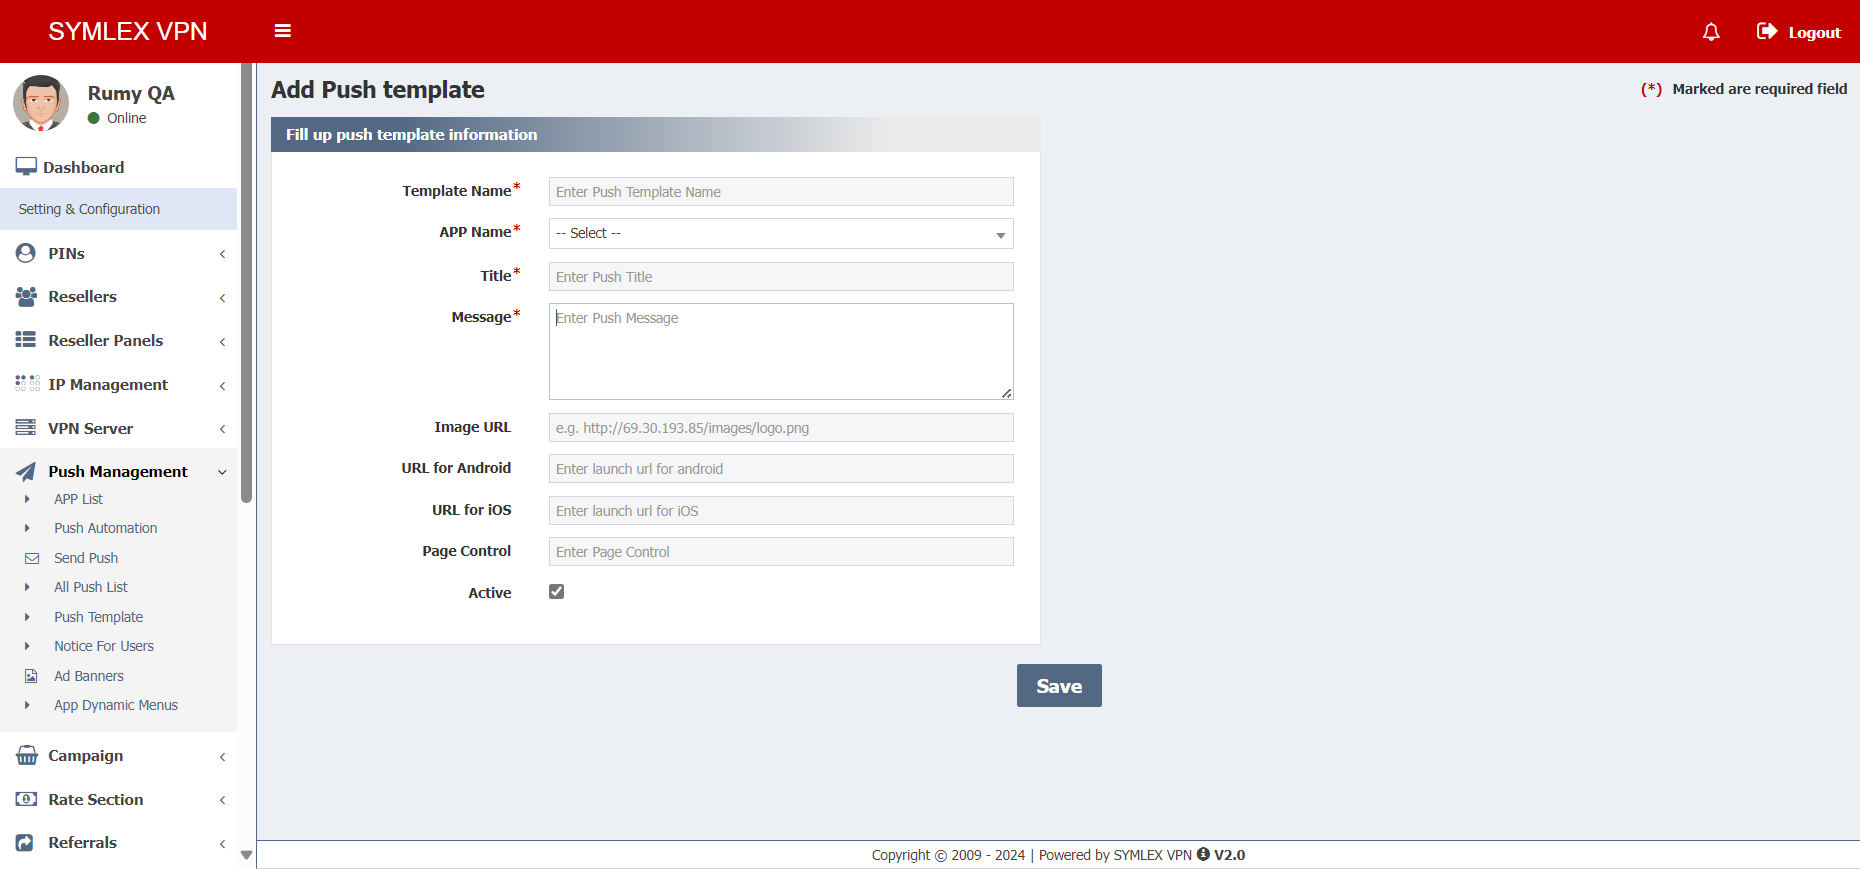 SYMLEX VPN
Logout
Rumy QA
Online
Dashboard
Setting & Configuration
PINs
Resellers
Reseller Panels
IP Management
VPN Server
Push Management
APP List
Push Automation
Send Push
All Push List
Push Template
Notice For Users
Ad Banners
App Dynamic Menus
Campaign
Rate Section
Referrals
Add Push template
(*) Marked are required field
Fill up push template information
Template Name* Enter Push Template Name
APP Name* -- Select --
Title* Enter Push Title
Message* Enter Push Message
Image URL e.g. http://69.30.193.85/images/logo.png
URL for Android Enter launch url for android
URL for iOS Enter launch url for iOS
Page Control Enter Page Control
Active
Save
Copyright © 2009 - 2024 | Powered by SYMLEX VPN V2.0